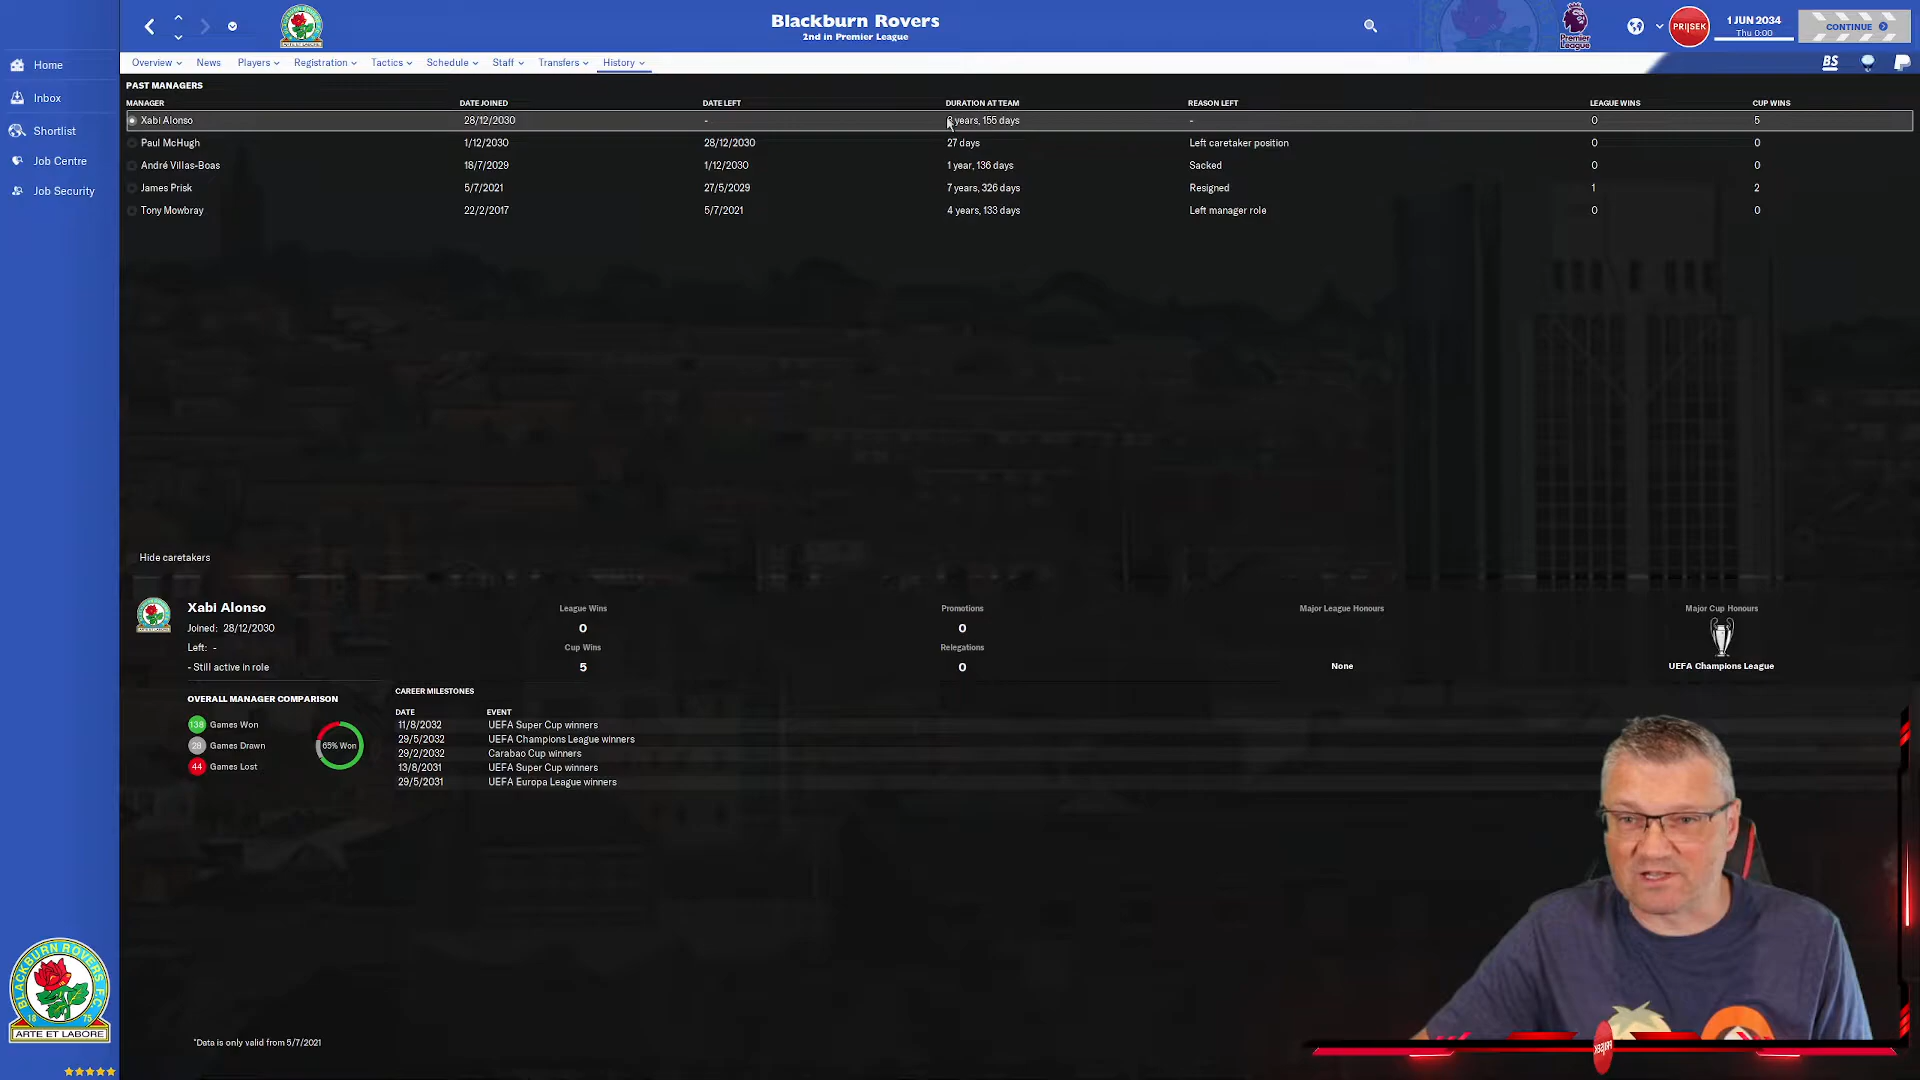 Blackburn Rovers
2nd in Premier League
Premier League
PRIJSEK
1 JUN 2034
Thu 0:00
CONTINUE
Home
Inbox
Shortlist
Job Centre
Job Security
Overview
News
Players
Registration
Tactics
Schedule
Staff
Transfers
History
BS
PAST MANAGERS
MANAGER DATE JOINED DATE LEFT DURATION AT TEAM REASON LEFT LEAGUE WINS CUP WINS
Xabi Alonso 28/12/2030 - years, 155 days - 0 5
Paul McHugh 1/12/2030 28/12/2030 27 days Left caretaker position 0 0
André Villas-Boas 18/7/2029 1/12/2030 1 year, 136 days Sacked 0 0
James Prisk 5/7/2021 27/5/2029 7 years, 326 days Resigned 1 2
Tony Mowbray 22/2/2017 5/7/2021 4 years, 133 days Left manager role 0 0
Hide caretakers
Xabi Alonso
Joined: 28/12/2030
Left: -
- Still active in role
League Wins
0
Cup Wins
5
Promotions
0
Relegations
0
Major League Honours
None
Major Cup Honours
UEFA Champions League
OVERALL MANAGER COMPARISON
138 Games Won
28 Games Drawn
44 Games Lost
65% Won
CAREER MILESTONES
DATE EVENT
11/8/2032 UEFA Super Cup winners
29/5/2032 UEFA Champions League winners
29/2/2032 Carabao Cup winners
13/8/2031 UEFA Super Cup winners
29/5/2031 UEFA Europa League winners
BLACKBURN ROVERS F.C.
18 75
ARTE ET LABORE
*Data is only valid from 5/7/2021